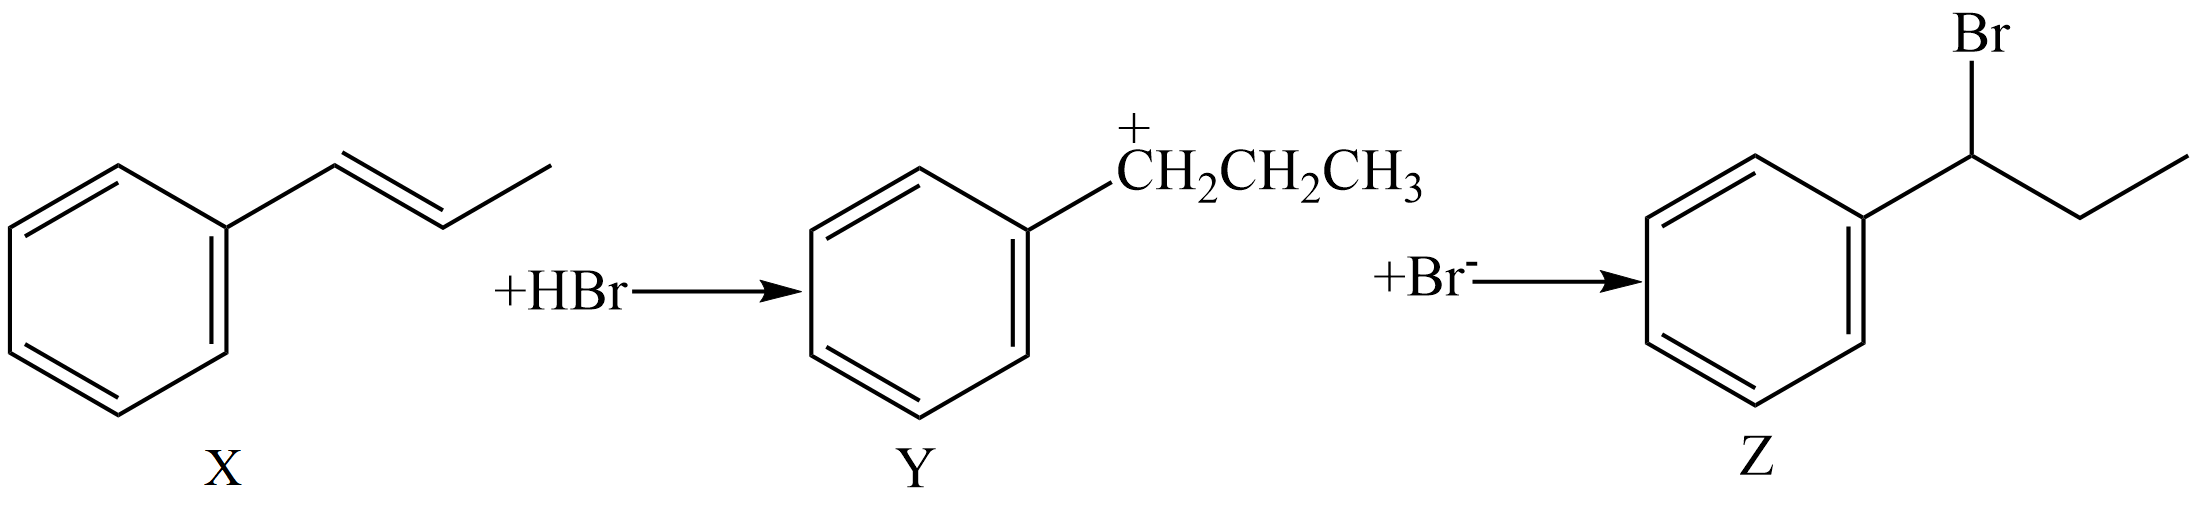 Br
+
CH₂CH₂CH₃
+HBr
+Br⁻
X
Y
Z